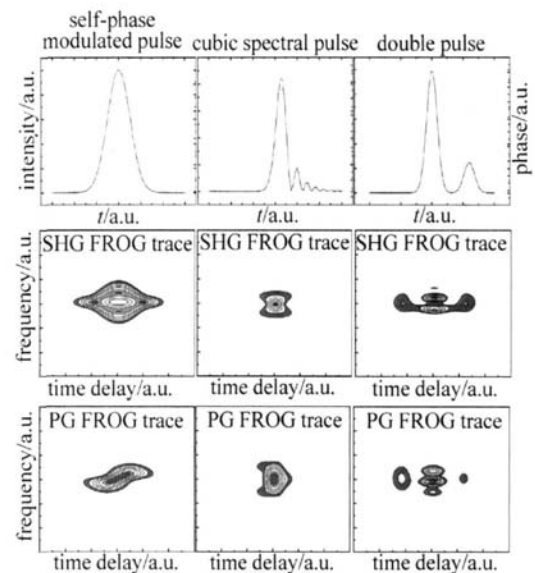 self-phase
modulated pulse
cubic spectral pulse
double pulse
intensity/a.u.
phase/a.u.
t/a.u.
t/a.u.
t/a.u.
SHG FROG trace
SHG FROG trace
SHG FROG trace
frequency/a.u.
time delay/a.u.
time delay/a.u.
time delay/a.u.
PG FROG trace
PG FROG trace
PG FROG trace
frequency/a.u.
time delay/a.u.
time delay/a.u.
time delay/a.u.